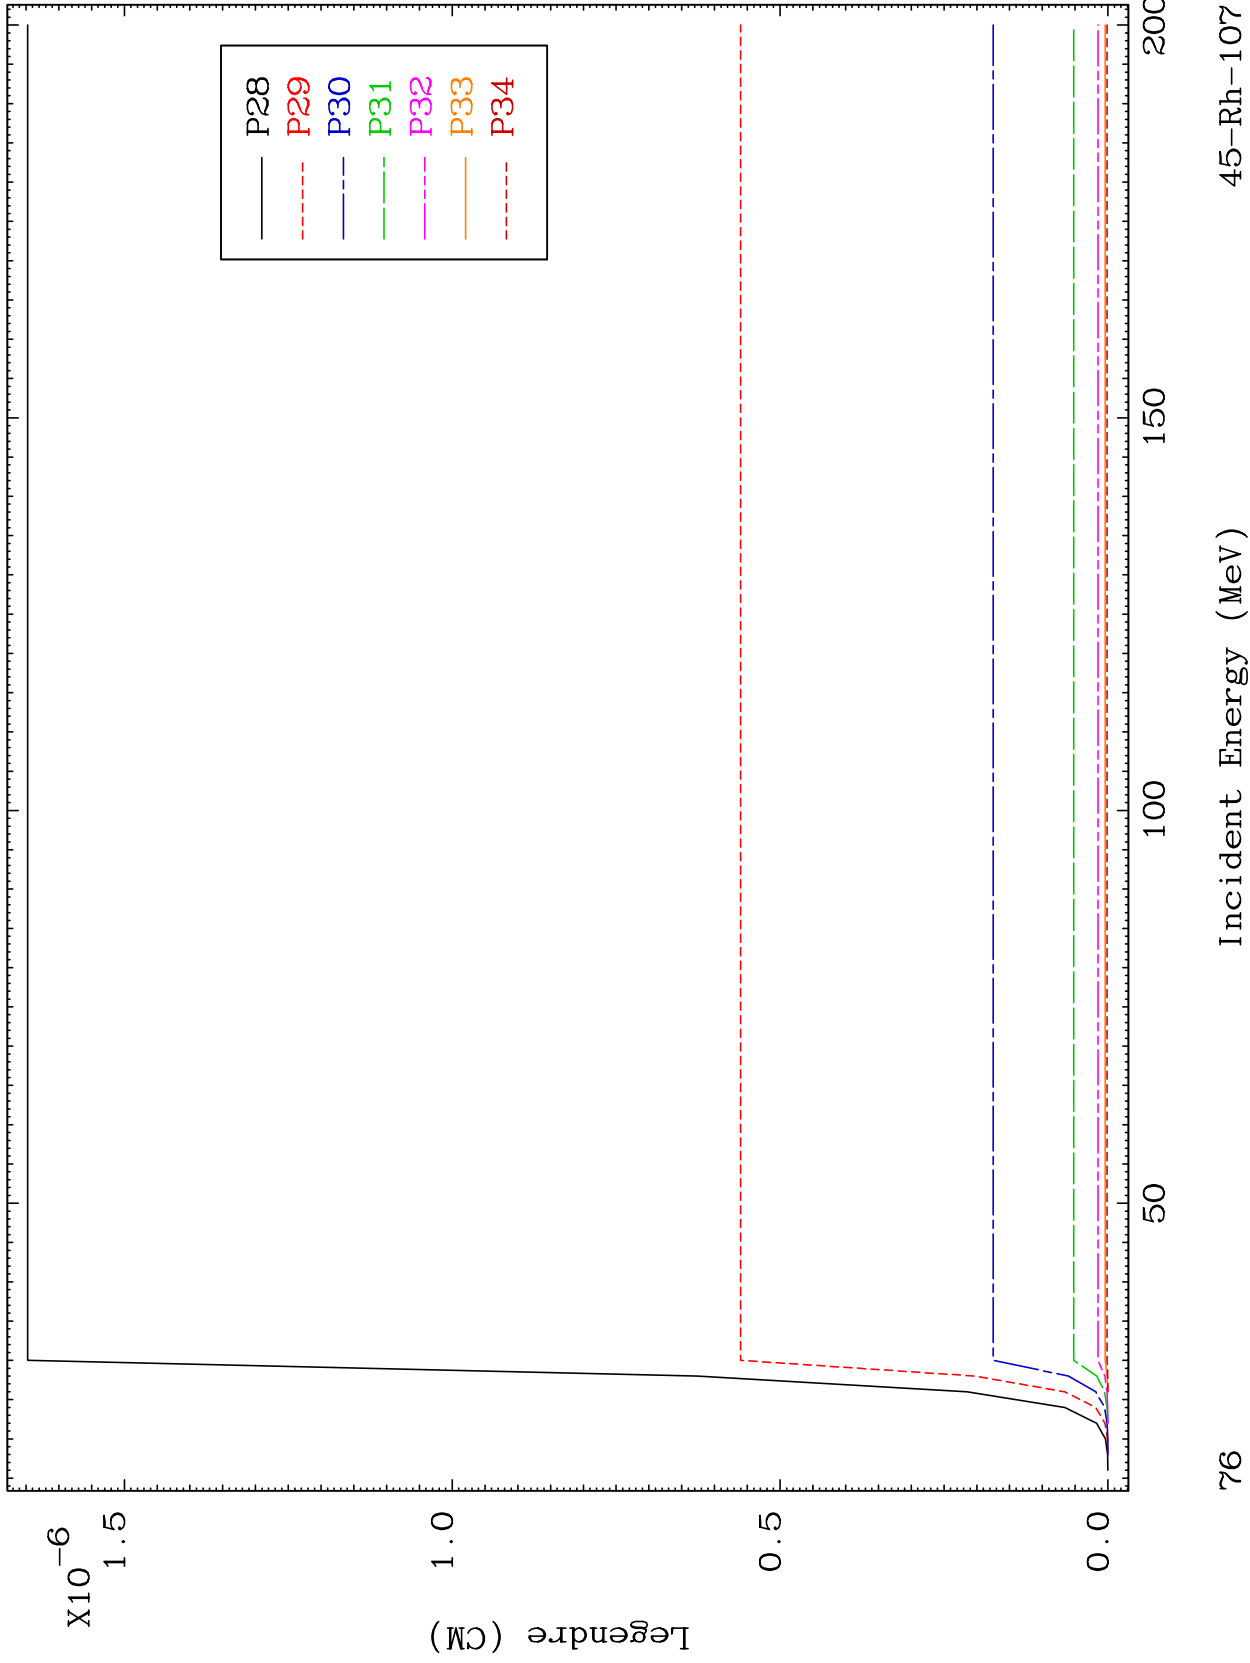 X10-6
1.5
1.0
0.5
0.0
Legendre (CM)
P28
P29
P30
P31
P32
P33
P34
50
100
150
200
Incident Energy (MeV)
76
45-Rh-107